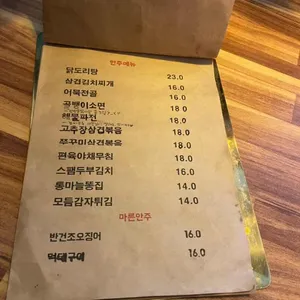 안주메뉴
닭도리탕 23.0
삼겹김치찌개 16.0
어묵전골 16.0
골뱅이소면 18.0
해물파전 18.0
고추장삼겹볶음 18.0
쭈꾸미삼겹볶음 18.0
편육야채무침 18.0
스팸두부김치 16.0
통마늘똥집 14.0
모듬감자튀김 14.0
마른안주
반건조오징어 16.0
먹태구이 16.0